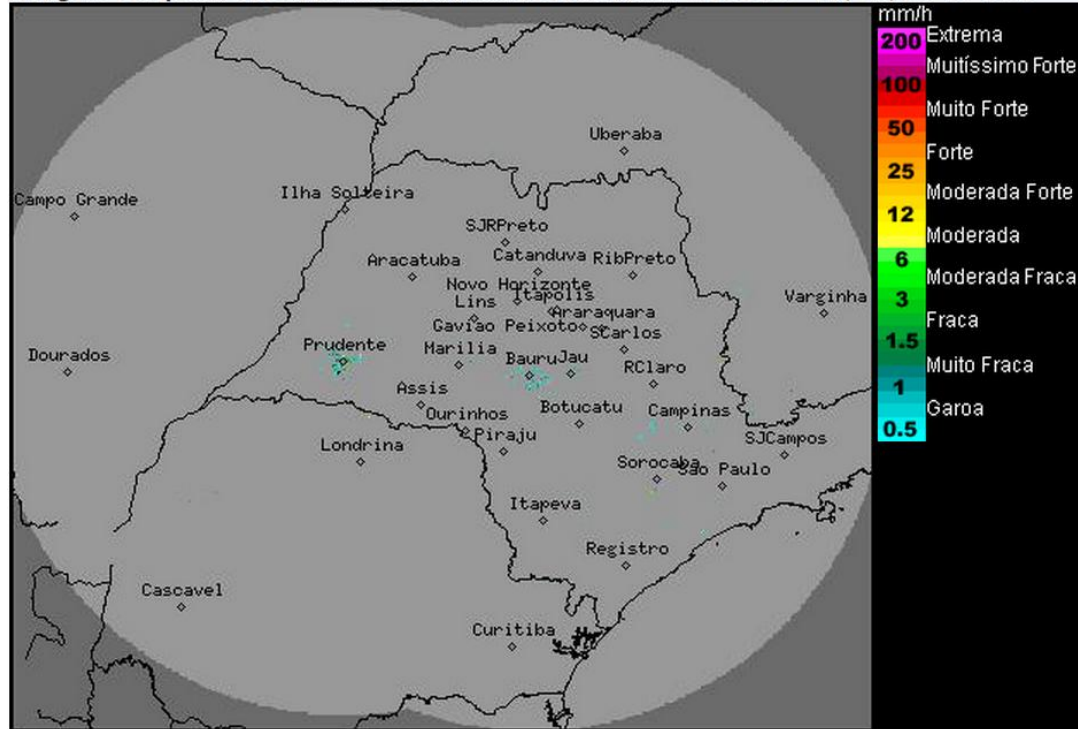 mm/h
200 Extrema
Muitíssimo Forte
100
Muito Forte
50
Forte
25
Moderada Forte
12
Moderada
6
Moderada Fraca
3
Fraca
1.5
Muito Fraca
1
Garoa
0.5
Uberaba
Campo Grande
Ilha Solteira
SJRPreto
Aracatuba
Catanduva
RibPreto
Novo Horizonte
Itapolis
Lins
Araraquara
Varginha
Gaviao Peixoto
SCarlos
Prudente
Marilia
Bauru
Jau
Dourados
RClaro
Assis
Ourinhos
Botucatu
Campinas
Piraju
Londrina
SJCampos
Sorocaba
Sao Paulo
Itapeva
Registro
Cascavel
Curitiba